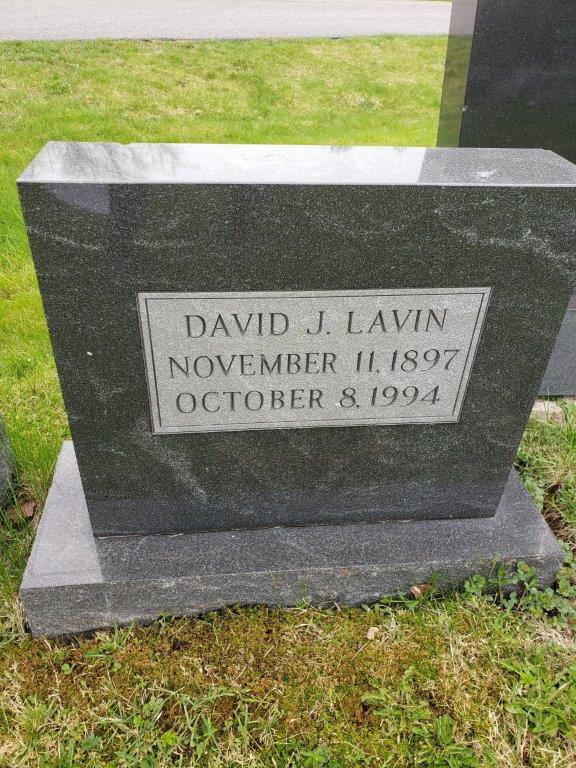 DAVID J. LAVIN
NOVEMBER 11, 1897
OCTOBER 8, 1994